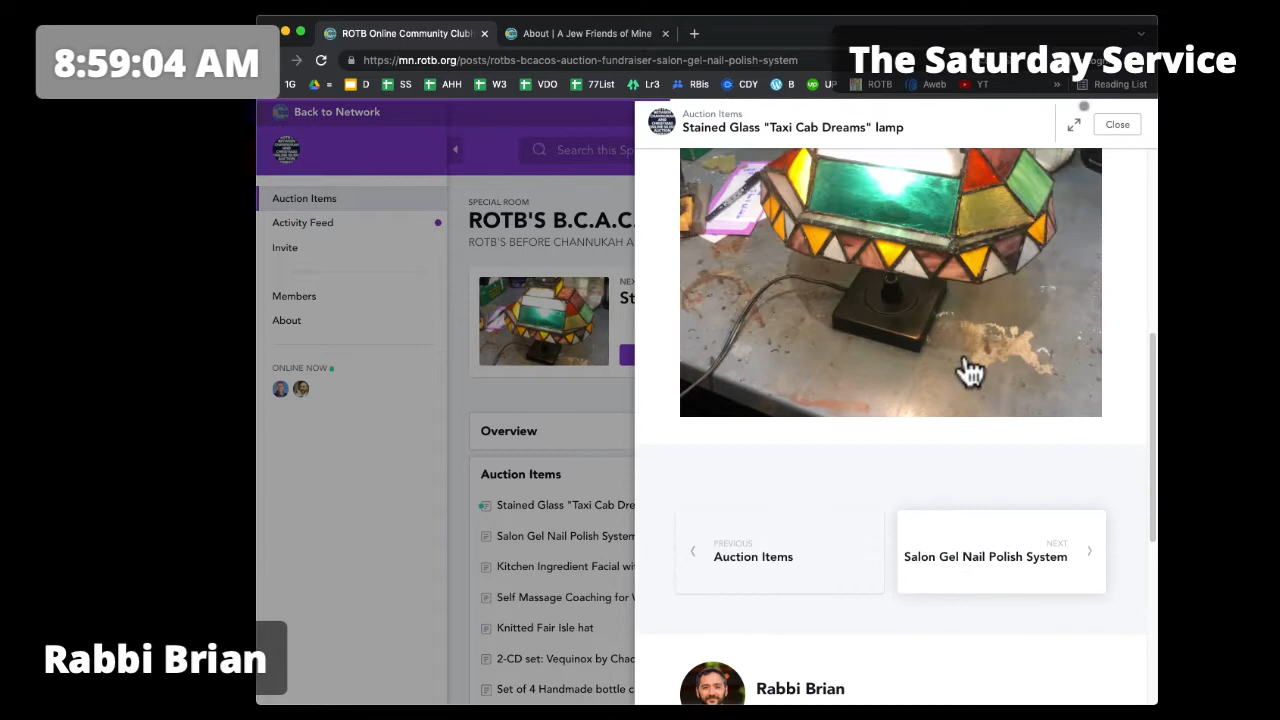 8:59:04 AM
The Saturday Service
ROTB Online Community Club
About | A Jew Friends of Mine
https://mn.rotb.org/posts/rotbs-bcacos-auction-fundraiser-salon-gel-nail-polish-system
1G
D
SS
AHH
W3
VDO
77List
Lr3
RBis
CDY
B
UP
ROTB
Aweb
YT
»
Reading List
Back to Network
Search this Sp
Auction Items
Stained Glass "Taxi Cab Dreams" lamp
Close
Auction Items
Activity Feed
Invite
Members
About
ONLINE NOW
SPECIAL ROOM
ROTB'S B.C.A.C.
ROTB'S BEFORE CHANNUKAH A
NEX
St
Overview
Auction Items
Stained Glass "Taxi Cab Dre
Salon Gel Nail Polish System
Kitchen Ingredient Facial wi
Self Massage Coaching for W
Knitted Fair Isle hat
2-CD set: Vequinox by Chac
Set of 4 Handmade bottle c
PREVIOUS
Auction Items
NEXT
Salon Gel Nail Polish System
Rabbi Brian
Rabbi Brian